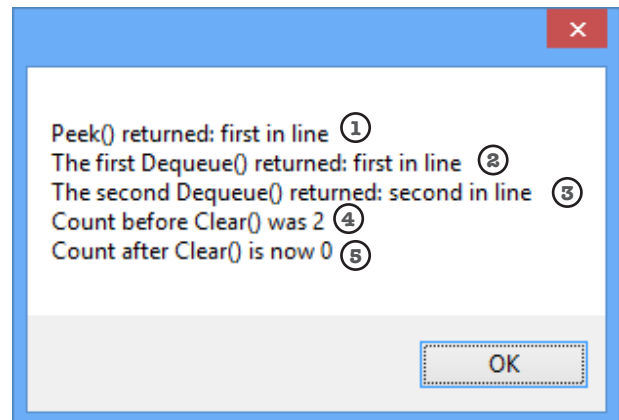 Peek() returned: first in line 1
The first Dequeue() returned: first in line 2
The second Dequeue() returned: second in line 3
Count before Clear() was 2 4
Count after Clear() is now 0 5
OK